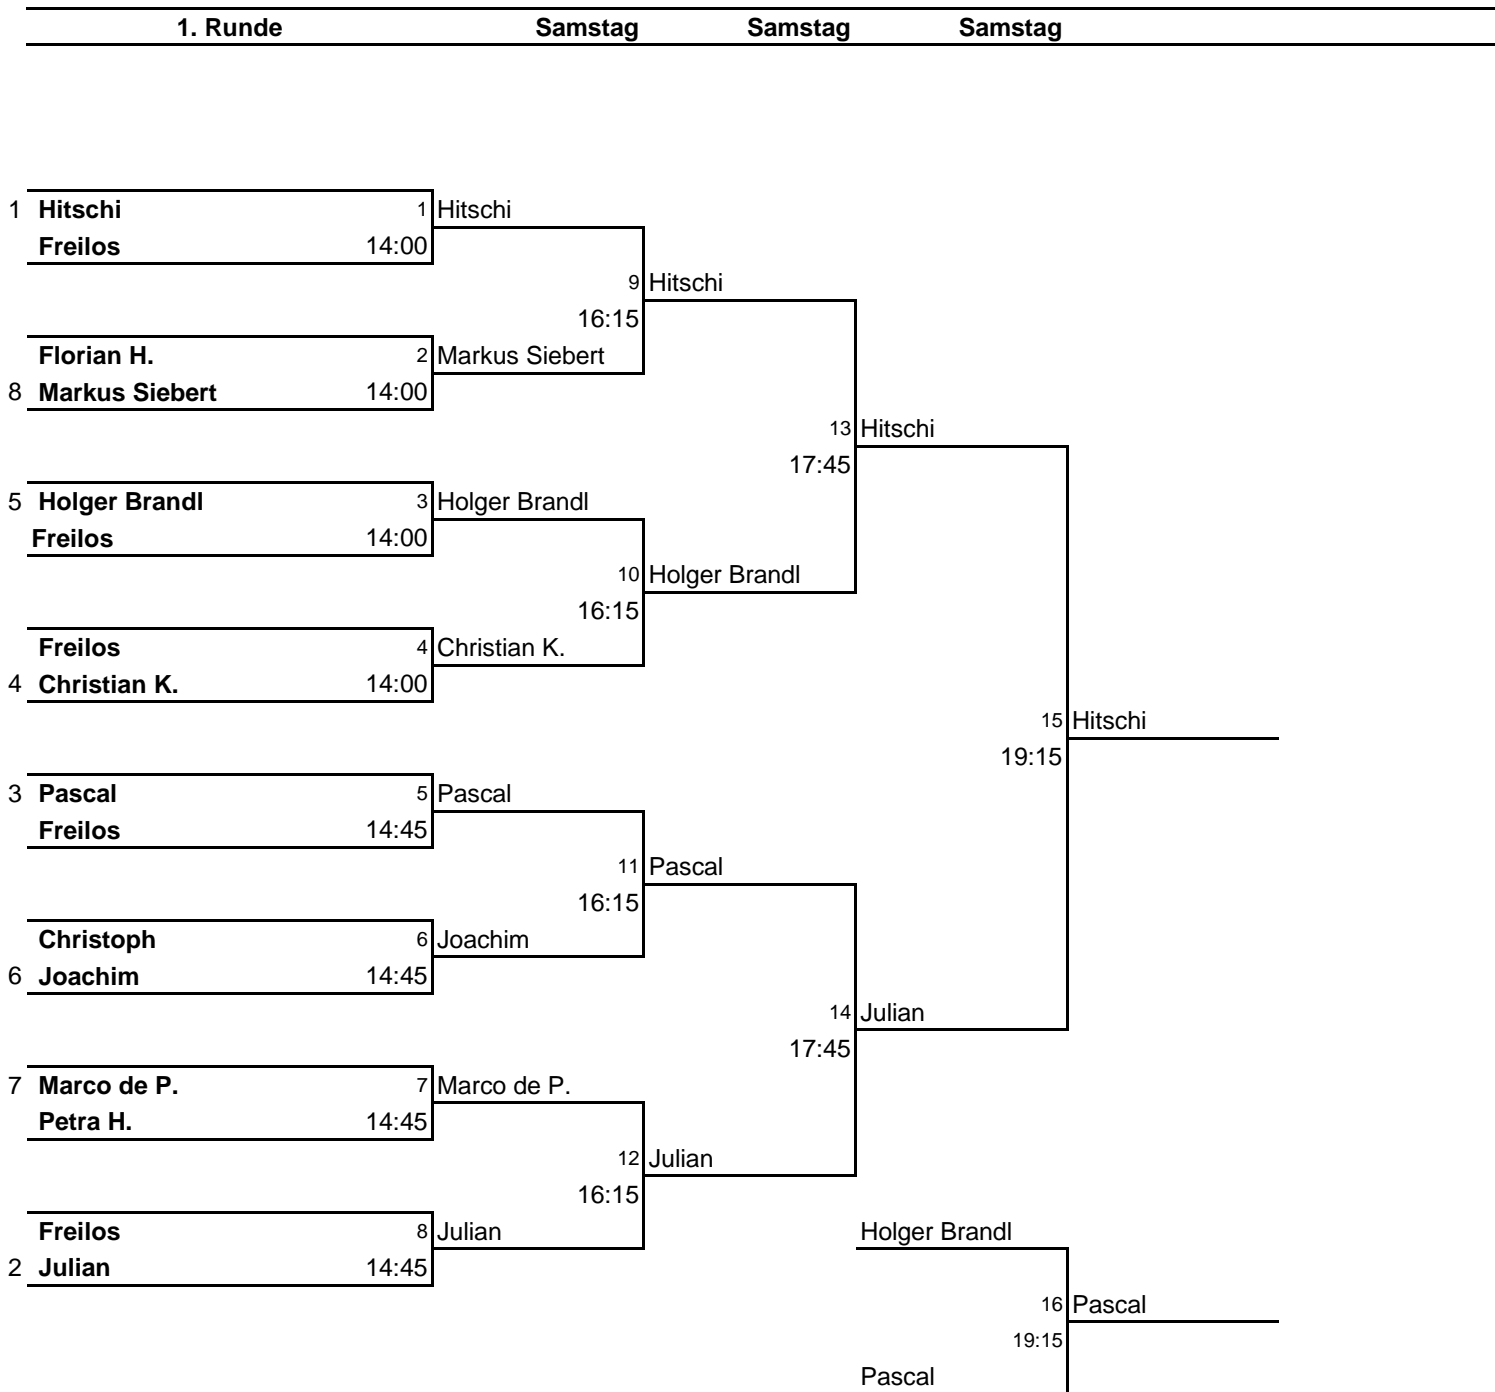 1. Runde Samstag Samstag Samstag
1 Hitschi 1 Hitschi
Freilos 14:00
9 Hitschi
16:15
Florian H. 2 Markus Siebert
8 Markus Siebert 14:00
13 Hitschi
17:45
5 Holger Brandl 3 Holger Brandl
Freilos 14:00
10 Holger Brandl
16:15
Freilos 4 Christian K.
4 Christian K. 14:00
15 Hitschi
19:15
3 Pascal 5 Pascal
Freilos 14:45
11 Pascal
16:15
Christoph 6 Joachim
6 Joachim 14:45
14 Julian
17:45
7 Marco de P. 7 Marco de P.
Petra H. 14:45
12 Julian
16:15
Freilos 8 Julian Holger Brandl
2 Julian 14:45
16 Pascal
19:15
Pascal